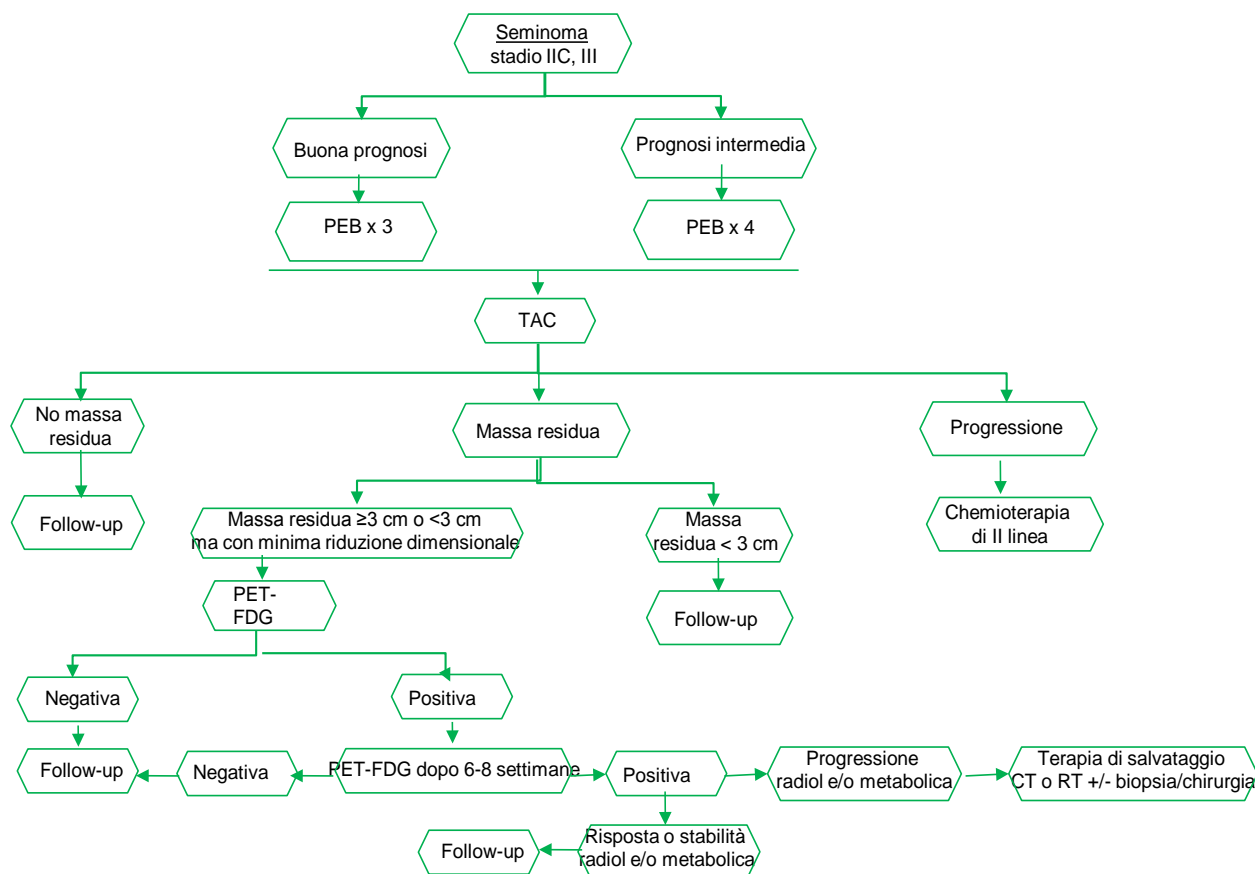 Seminoma
stadio IIC, III
Buona prognosi
Prognosi intermedia
PEB x 3
PEB x 4
TAC
No massa
residua
Massa residua
Progressione
Follow-up
Massa residua ≥3 cm o <3 cm
ma con minima riduzione dimensionale
Massa
residua < 3 cm
Chemioterapia
di II linea
PET-
FDG
Follow-up
Negativa
Positiva
Follow-up
Negativa
PET-FDG dopo 6-8 settimane
Positiva
Progressione
radiol e/o metabolica
Terapia di salvataggio
CT o RT +/- biopsia/chirurgia
Follow-up
Risposta o stabilità
radiol e/o metabolica